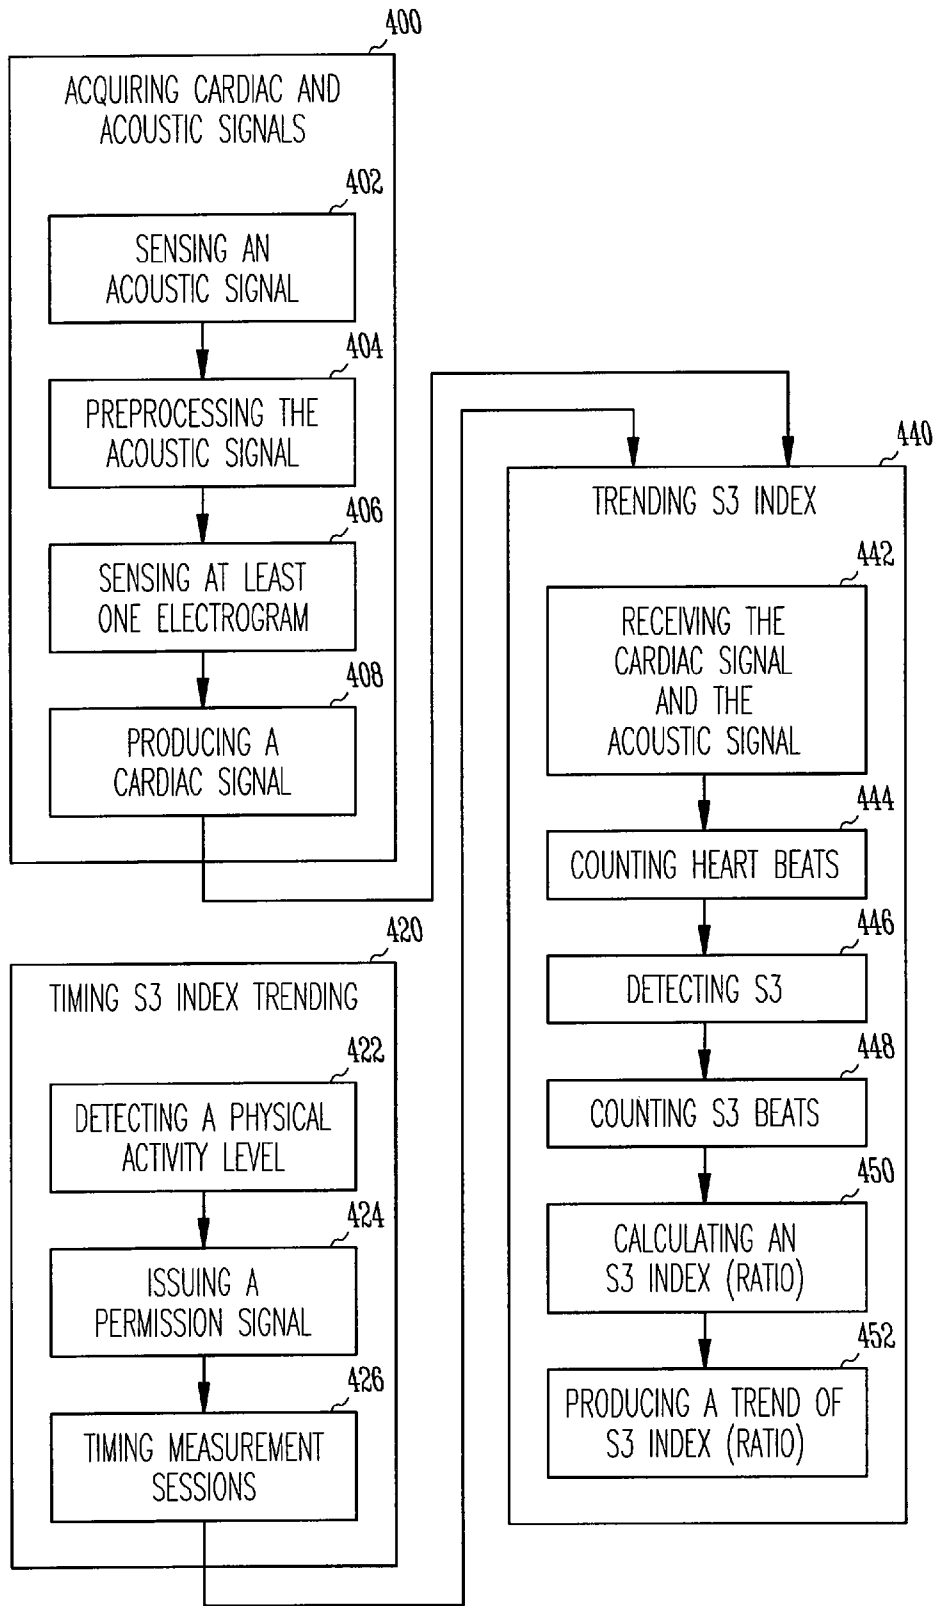 400
ACQUIRING CARDIAC AND
ACOUSTIC SIGNALS
402
SENSING AN
ACOUSTIC SIGNAL
404
PREPROCESSING THE
ACOUSTIC SIGNAL
406
SENSING AT LEAST
ONE ELECTROGRAM
408
PRODUCING A
CARDIAC SIGNAL
420
TIMING S3 INDEX TRENDING
422
DETECTING A PHYSICAL
ACTIVITY LEVEL
424
ISSUING A
PERMISSION SIGNAL
426
TIMING MEASUREMENT
SESSIONS
440
TRENDING S3 INDEX
442
RECEIVING THE
CARDIAC SIGNAL
AND THE
ACOUSTIC SIGNAL
444
COUNTING HEART BEATS
446
DETECTING S3
448
COUNTING S3 BEATS
450
CALCULATING AN
S3 INDEX (RATIO)
452
PRODUCING A TREND OF
S3 INDEX (RATIO)